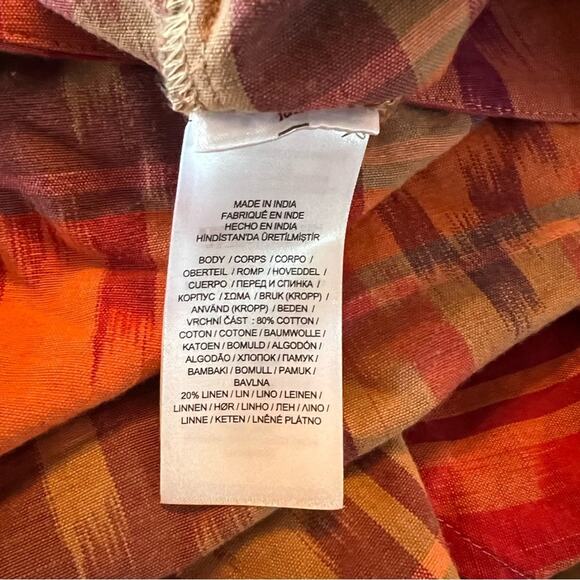 MADE IN INDIA
FABRIQUÉ EN INDE
HECHO EN INDIA
HİNDİSTAN'DA ÜRETİLMİŞTİR
BODY / CORPS / CORPO /
OBERTEIL / ROMP / HOVEDDEL /
CUERPO / ПЕРЕД И СПИНКА /
КОРПУС / ΣΩΜΑ / BRUK (KROPP) /
ANVÄND (KROPP) / BEDEN /
VRCHNÍ ČÁST : 80% COTTON /
COTON / COTONE / BAUMWOLLE /
KATOEN / BOMULD / ALGODÓN /
ALGODÃO / ХЛОПОК / ПАМУК /
BAMBAKI / BOMULL / PAMUK /
BAVLNA
20% LINEN / LIN / LINO / LEINEN /
LINNEN / HØR / LINHO / ЛЕН / ΛΙΝΟ /
LINNE / KETEN / LNĚNÉ PLÁTNO